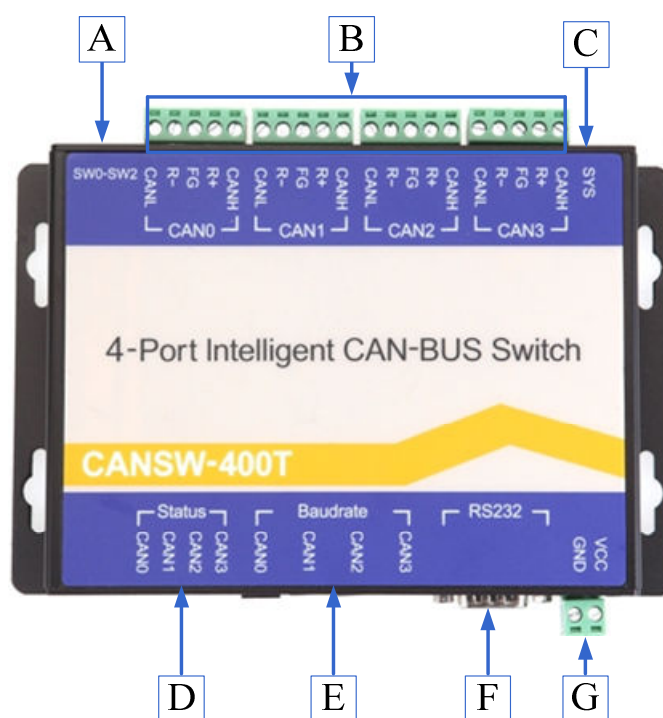 A
B
C
SW0-SW2
CANL
R-
FG
R+
CANH
CAN0
CANL
R-
FG
R+
CANH
CAN1
CANL
R-
FG
R+
CANH
CAN2
CANL
R-
FG
R+
CANH
CAN3
SYS
4-Port Intelligent CAN-BUS Switch
CANSW-400T
Status
CAN0
CAN1
CAN2
CAN3
Baudrate
CAN0
CAN1
CAN2
CAN3
RS232
GND
VCC
D
E
F
G